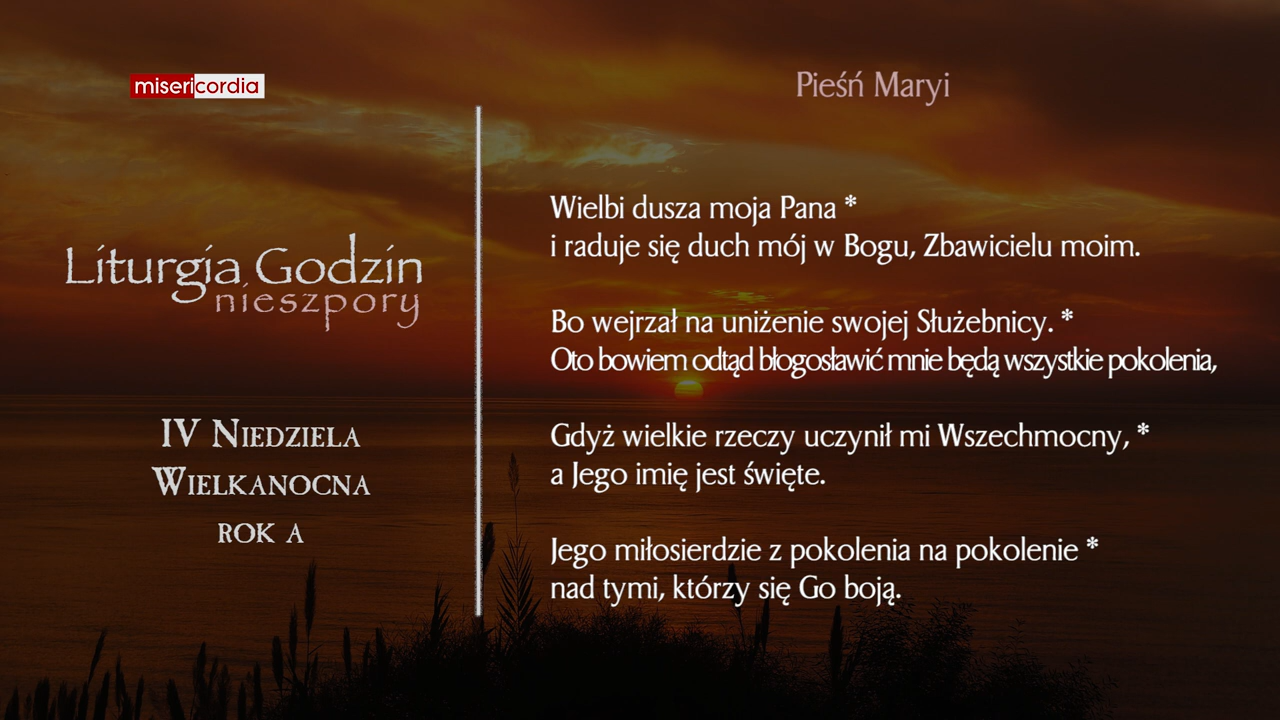 misericordia
Liturgia Godzin
nieszpory
IV Niedziela
Wielkanocna
rok a
Pieśń Maryi
Wielbi dusza moja Pana *
i raduje się duch mój w Bogu, Zbawicielu moim.
Bo wejrzał na uniżenie swojej Służebnicy. *
Oto bowiem odtąd błogosławić mnie będą wszystkie pokolenia,
Gdyż wielkie rzeczy uczynił mi Wszechmocny, *
a Jego imię jest święte.
Jego miłosierdzie z pokolenia na pokolenie *
nad tymi, którzy się Go boją.